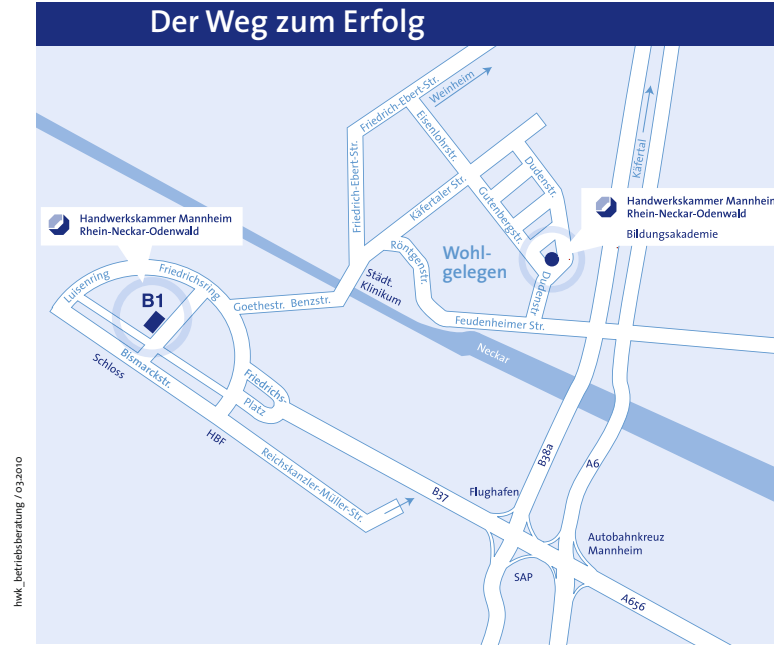 Der Weg zum Erfolg
Friedrich-Ebert-Str.
Weinheim
Eisenlohrstr.
Friedrich-Ebert-Str.
Käfertaler Str.
Dudenstr.
Gutenbergstr.
Käfertal
Handwerkskammer Mannheim
Rhein-Neckar-Odenwald
Bildungsakademie
Handwerkskammer Mannheim
Rhein-Neckar-Odenwald
Röntgenstr.
Wohl-
gelegen
Städt.
Klinikum
Dudenstr
Luisenring
Friedrichsring
B1
Goethestr. Benzstr.
Feudenheimer Str.
Neckar
Schloss
Bismarckstr.
Friedrichs-
Platz
HBF
Reichskanzler-Müller-Str.
B37
Flughafen
B38a
A6
Autobahnkreuz
Mannheim
SAP
A656
hwk_betriebsberatung / 03.2010